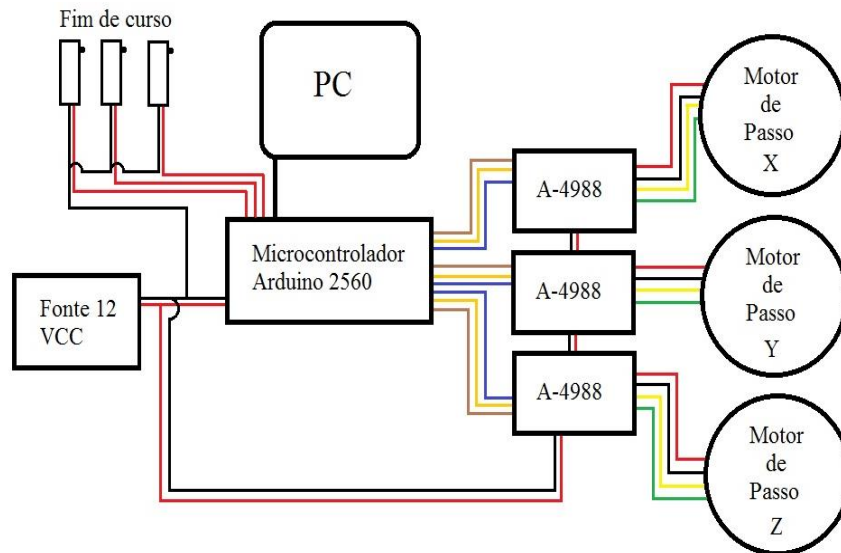 Fim de curso
PC
Motor
de
Passo
X
A-4988
Microcontrolador
Arduino 2560
A-4988
Motor
de
Passo
Y
Fonte 12
VCC
A-4988
Motor
de
Passo
Z